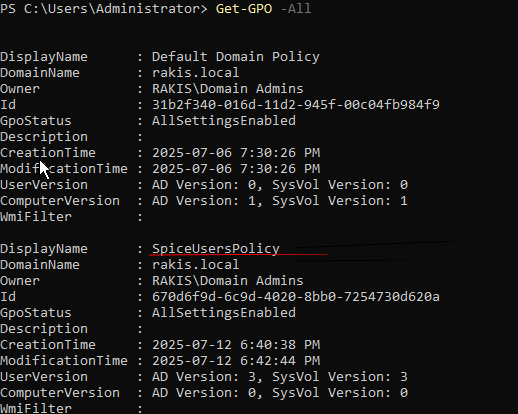 PS C:\Users\Administrator> Get-GPO -All
DisplayName : Default Domain Policy
DomainName : rakis.local
Owner : RAKIS\Domain Admins
Id : 31b2f340-016d-11d2-945f-00c04fb984f9
GpoStatus : AllSettingsEnabled
Description :
CreationTime : 2025-07-06 7:30:26 PM
ModificationTime : 2025-07-06 7:30:26 PM
UserVersion : AD Version: 0, SysVol Version: 0
ComputerVersion : AD Version: 1, SysVol Version: 1
WmiFilter :
DisplayName : SpiceUsersPolicy
DomainName : rakis.local
Owner : RAKIS\Domain Admins
Id : 670d6f9d-6c9d-4020-8bb0-7254730d620a
GpoStatus : AllSettingsEnabled
Description :
CreationTime : 2025-07-12 6:40:38 PM
ModificationTime : 2025-07-12 6:42:44 PM
UserVersion : AD Version: 3, SysVol Version: 3
ComputerVersion : AD Version: 0, SysVol Version: 0
WmiFilter :